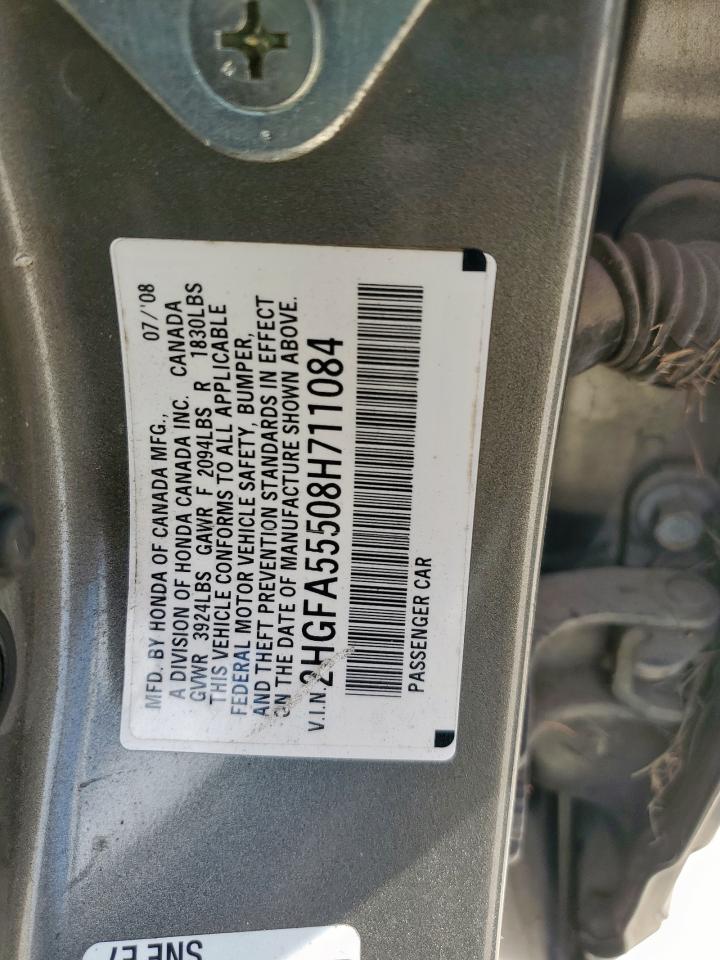 MFD. BY HONDA OF CANADA MFG., 07/'08
A DIVISION OF HONDA CANADA INC. CANADA
GVWR 3924LBS GAWR F 2094LBS R 1830LBS
THIS VEHICLE CONFORMS TO ALL APPLICABLE
FEDERAL MOTOR VEHICLE SAFETY, BUMPER,
AND THEFT PREVENTION STANDARDS IN EFFECT
ON THE DATE OF MANUFACTURE SHOWN ABOVE.
V.I.N. 2HGFA55508H711084
PASSENGER CAR